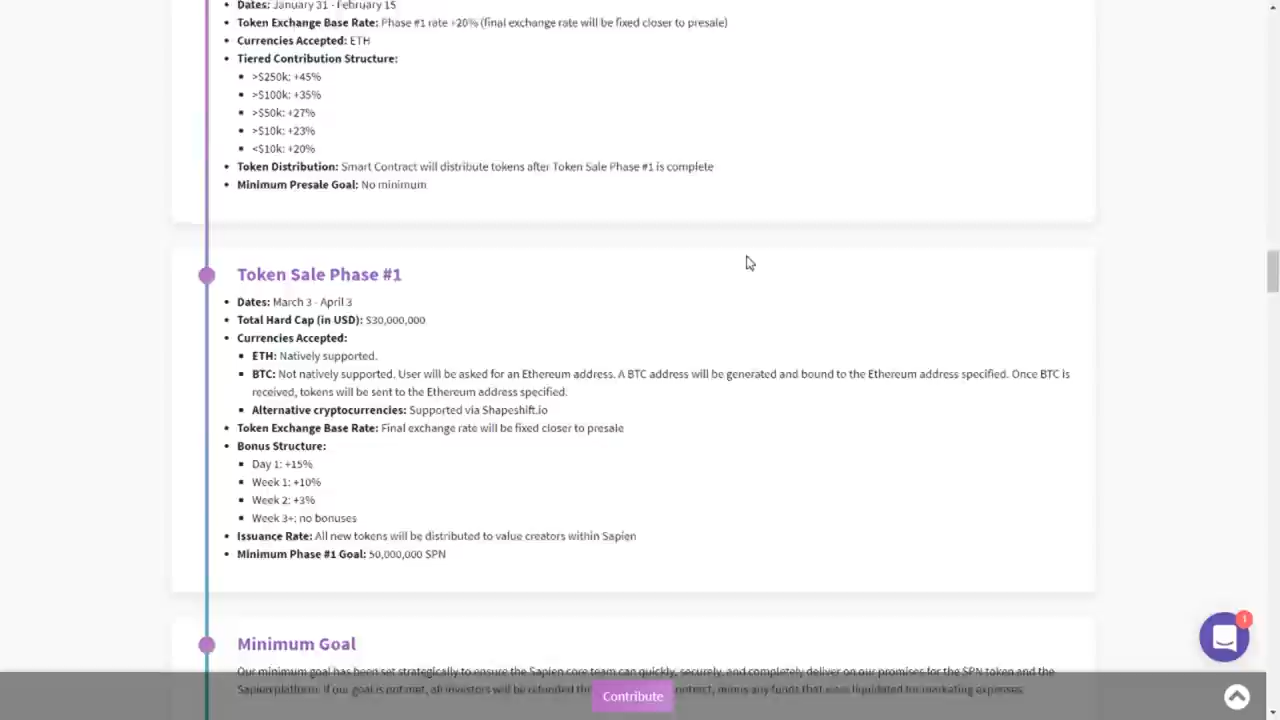 Dates: January 31 - February 15
Token Exchange Base Rate: Phase #1 rate +20% (final exchange rate will be fixed closer to presale)
Currencies Accepted: ETH
Tiered Contribution Structure:
>$250k: +45%
>$100k: +35%
>$50k: +27%
>$10k: +23%
<$10k: +20%
Token Distribution: Smart Contract will distribute tokens after Token Sale Phase #1 is complete
Minimum Presale Goal: No minimum
Token Sale Phase #1
Dates: March 3 - April 3
Total Hard Cap (in USD): $30,000,000
Currencies Accepted:
ETH: Natively supported.
BTC: Not natively supported. User will be asked for an Ethereum address. A BTC address will be generated and bound to the Ethereum address specified. Once BTC is
received, tokens will be sent to the Ethereum address specified.
Alternative cryptocurrencies: Supported via Shapeshift.io
Token Exchange Base Rate: Final exchange rate will be fixed closer to presale
Bonus Structure:
Day 1: +15%
Week 1: +10%
Week 2: +3%
Week 3+: no bonuses
Issuance Rate: All new tokens will be distributed to value creators within Sapien
Minimum Phase #1 Goal: 50,000,000 SPN
Minimum Goal
Our minimum goal has been set strategically to ensure the Sapien core team can quickly, securely, and completely deliver on our promises for the SPN token and the
Sapien platform. If our goal is not met, all investors will be refunded minus any funds that were liquidated for marketing expenses.
Contribute
1